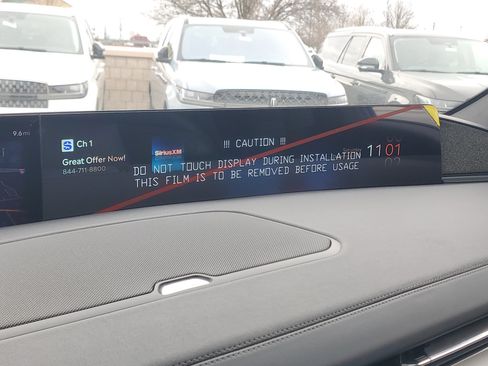 9.6 mi
Ch 1
Great Offer Now!
844-711-8800
SiriusXM
!!! CAUTION !!!
DO NOT TOUCH DISPLAY DURING INSTALLATION
THIS FILM IS TO BE REMOVED BEFORE USAGE
11 01